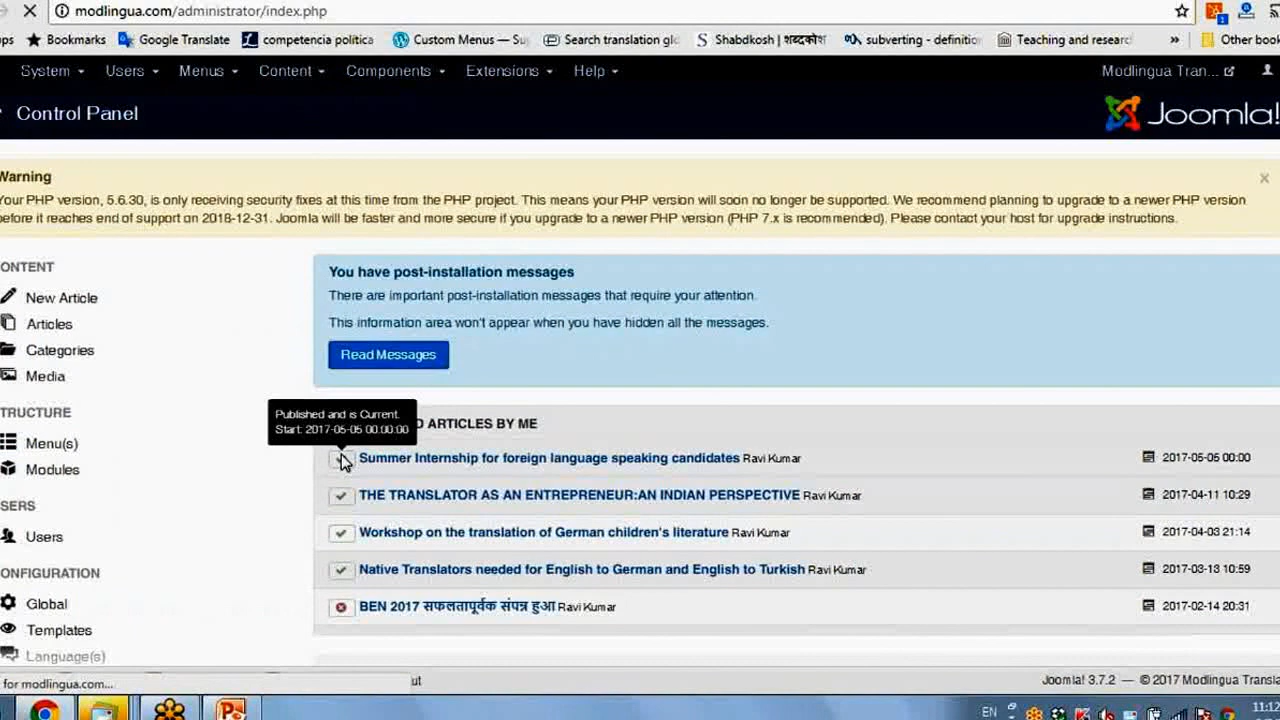 modlingua.com/administrator/index.php
Bookmarks Google Translate competencia politica Custom Menus — Su Search translation glo Shabdkosh | शब्दकोश subverting - definition Teaching and research » Other book
System Users Menus Content Components Extensions Help Modlingua Tran...
Control Panel
Joomla!
Warning
Your PHP version, 5.6.30, is only receiving security fixes at this time from the PHP project. This means your PHP version will soon no longer be supported. We recommend planning to upgrade to a newer PHP version
before it reaches end of support on 2018-12-31. Joomla will be faster and more secure if you upgrade to a newer PHP version (PHP 7.x is recommended). Please contact your host for upgrade instructions.
ONTENT
New Article
Articles
Categories
Media
TRUCTURE
Menu(s)
Modules
SERS
Users
ONFIGURATION
Global
Templates
Language(s)
You have post-installation messages
There are important post-installation messages that require your attention.
This information area won't appear when you have hidden all the messages.
Read Messages
Published and is Current.
Start: 2017-05-05 00:00:00
D ARTICLES BY ME
Summer Internship for foreign language speaking candidates Ravi Kumar 2017-05-05 00:00
THE TRANSLATOR AS AN ENTREPRENEUR:AN INDIAN PERSPECTIVE Ravi Kumar 2017-04-11 10:29
Workshop on the translation of German children's literature Ravi Kumar 2017-04-03 21:14
Native Translators needed for English to German and English to Turkish Ravi Kumar 2017-03-13 10:59
BEN 2017 सफलतापूर्वक संपन्न हुआ Ravi Kumar 2017-02-14 20:31
for modlingua.com... ut Joomla! 3.7.2 — © 2017 Modlingua Transla
EN 11:12